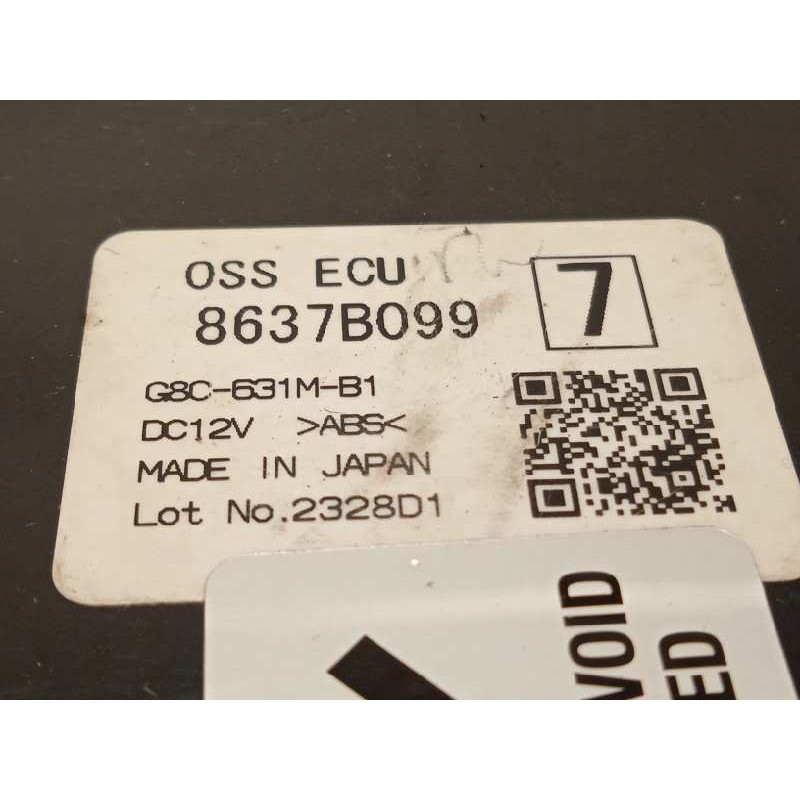 OSS ECU
8637B099
7
G8C-631M-B1
DC12V >ABS<
MADE IN JAPAN
Lot No.2328D1
VOID
ED